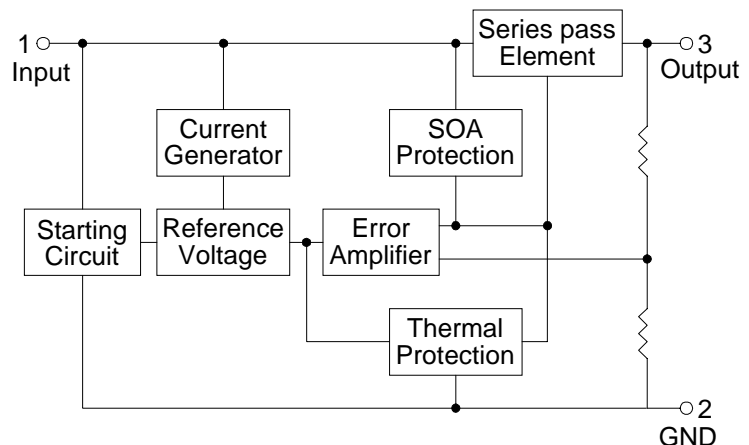 1
Input
Series pass
Element
3
Output
Current
Generator
SOA
Protection
Starting
Circuit
Reference
Voltage
Error
Amplifier
Thermal
Protection
2
GND